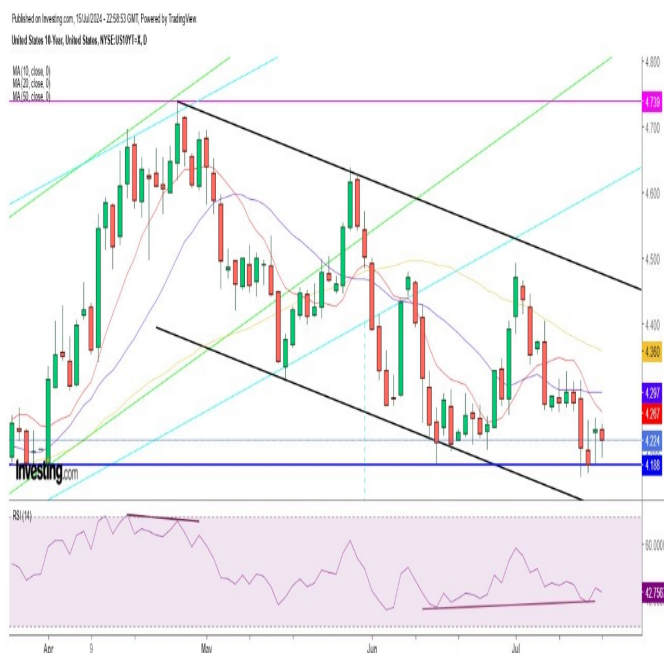 Published on Investing.com, 15/Jul/2024 - 22:58:53 GMT, Powered by TradingView.
United States 10-Year, United States, NYSE:US10YT=X, D
MA (10, close, 0)
MA (20, close, 0)
MA (50, close, 0)
4.800
4.739
4.700
4.600
4.500
4.400
4.360
4.297
4.267
4.224
4.188
Investing.com
RSI (14)
60.0000
42.7567
Apr 9 May Jun Jul